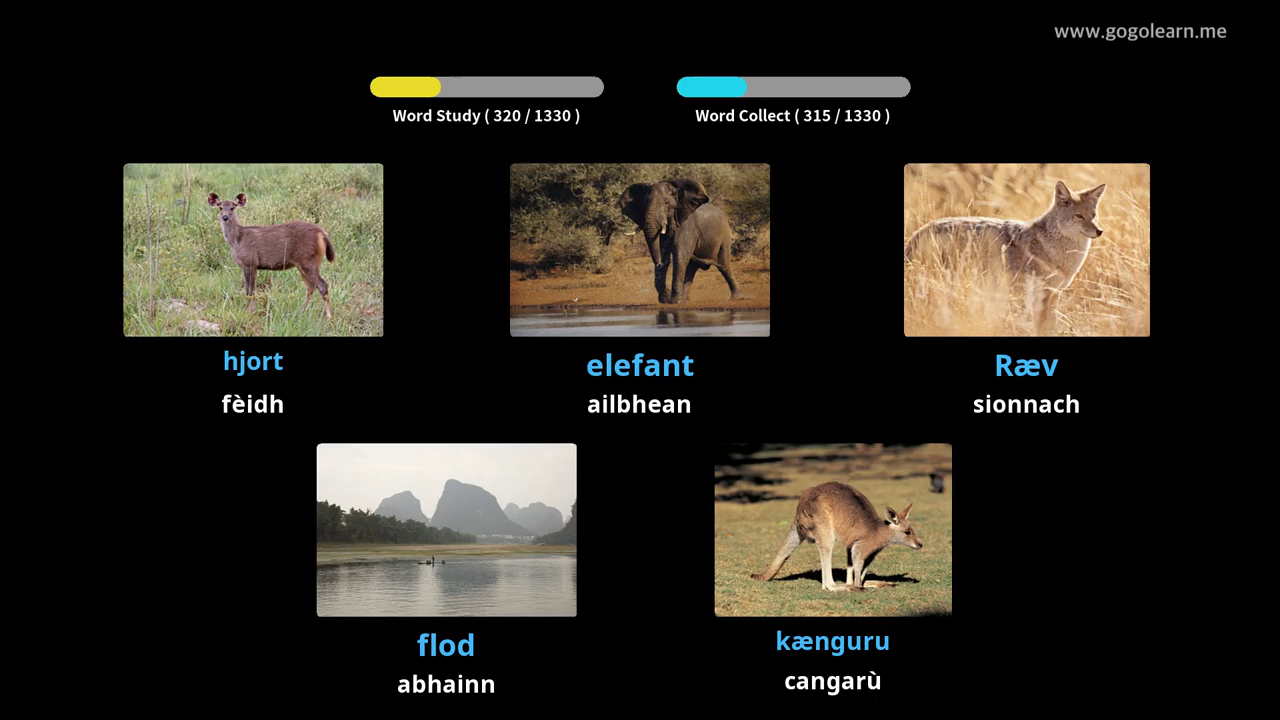 www.gogolearn.me
Word Study ( 320 / 1330 )
Word Collect ( 315 / 1330 )
hjort
fèidh
elefant
ailbhean
Ræv
sionnach
flod
abhainn
kænguru
cangarù